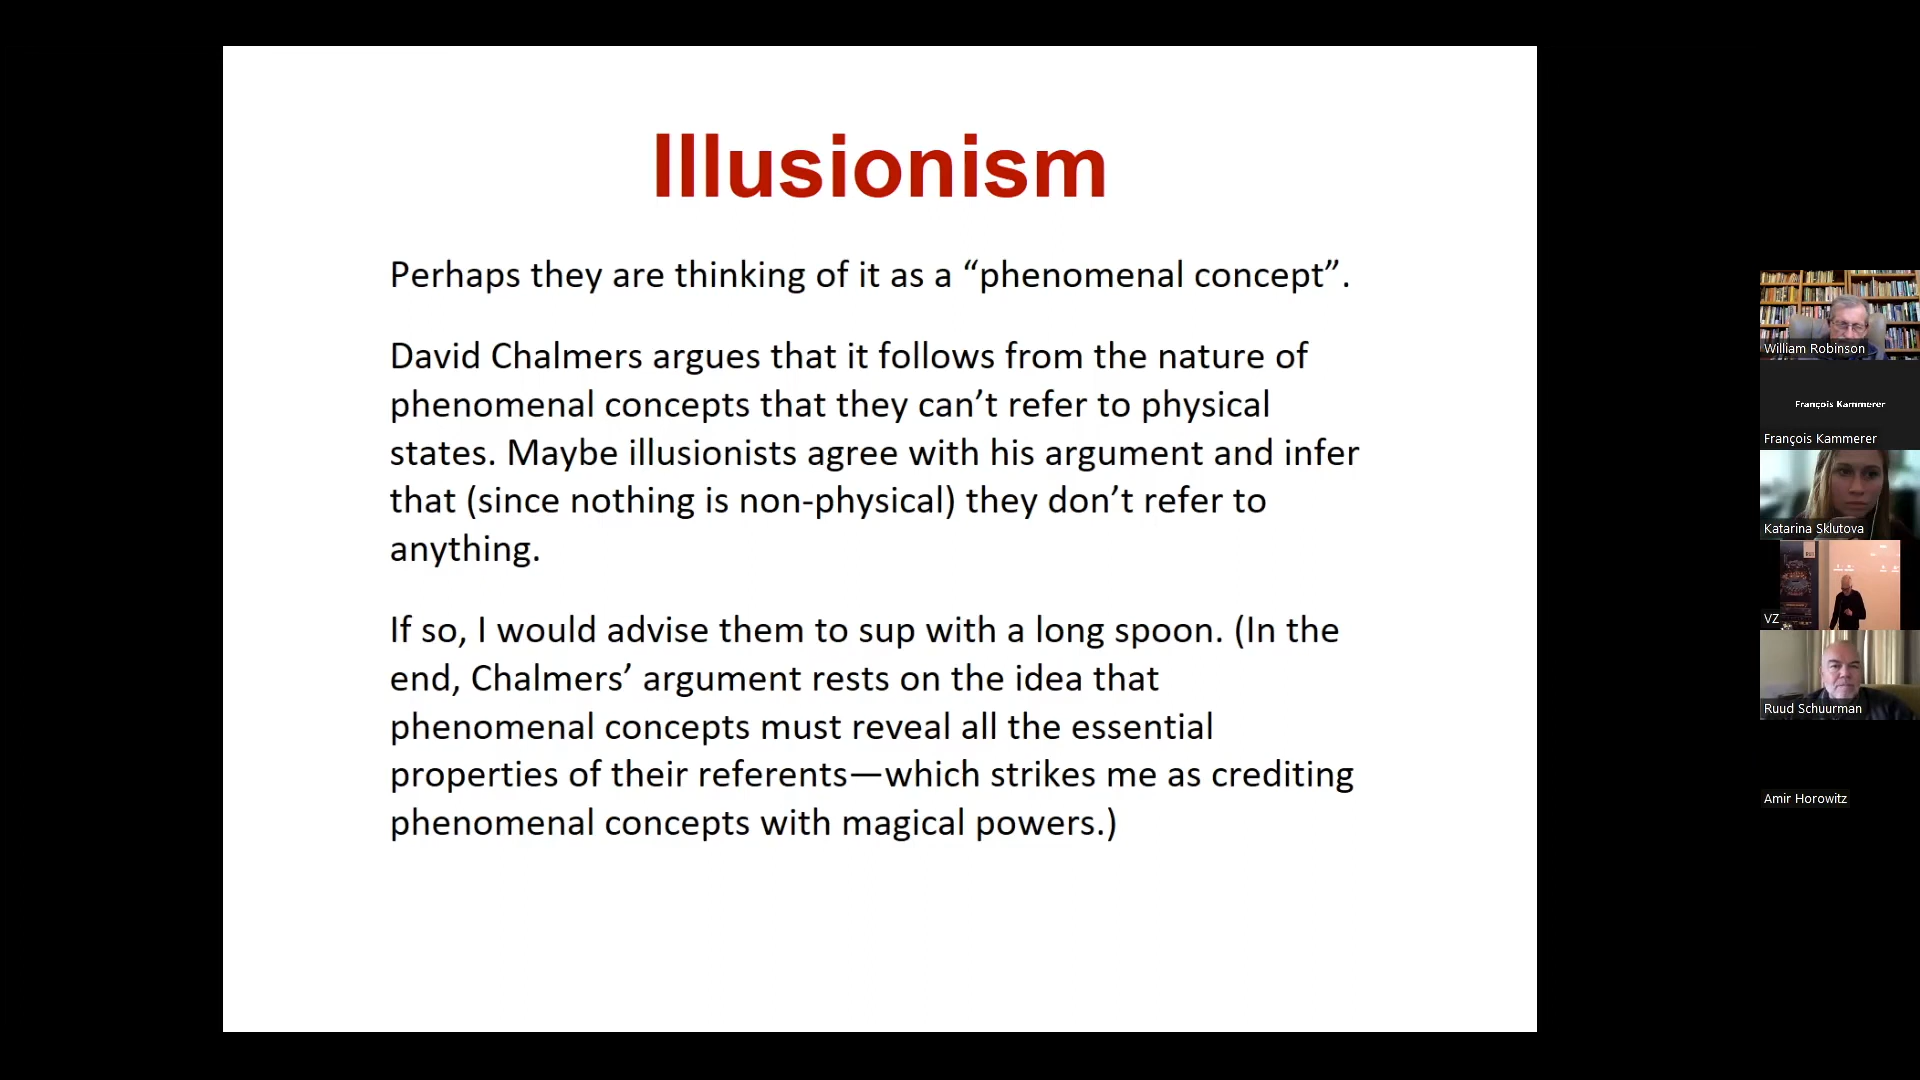 Illusionism
Perhaps they are thinking of it as a “phenomenal concept”.
David Chalmers argues that it follows from the nature of
phenomenal concepts that they can’t refer to physical
states. Maybe illusionists agree with his argument and infer
that (since nothing is non-physical) they don’t refer to
anything.
If so, I would advise them to sup with a long spoon. (In the
end, Chalmers’ argument rests on the idea that
phenomenal concepts must reveal all the essential
properties of their referents—which strikes me as crediting
phenomenal concepts with magical powers.)
William Robinson
François Kammerer
François Kammerer
Katarina Sklutova
VZ
Ruud Schuurman
Amir Horowitz